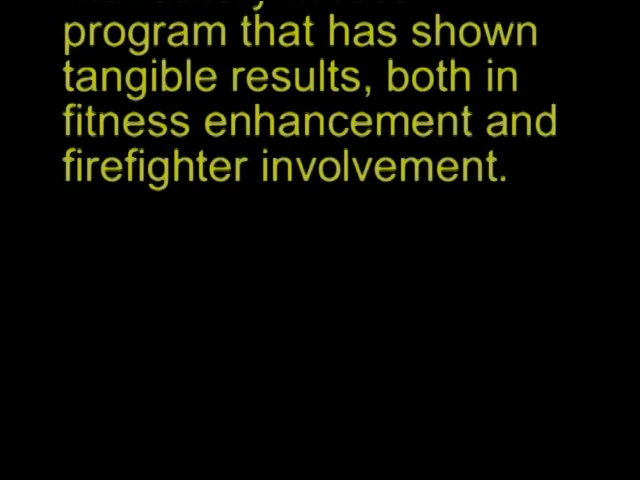 program that has shown
tangible results, both in
fitness enhancement and
firefighter involvement.